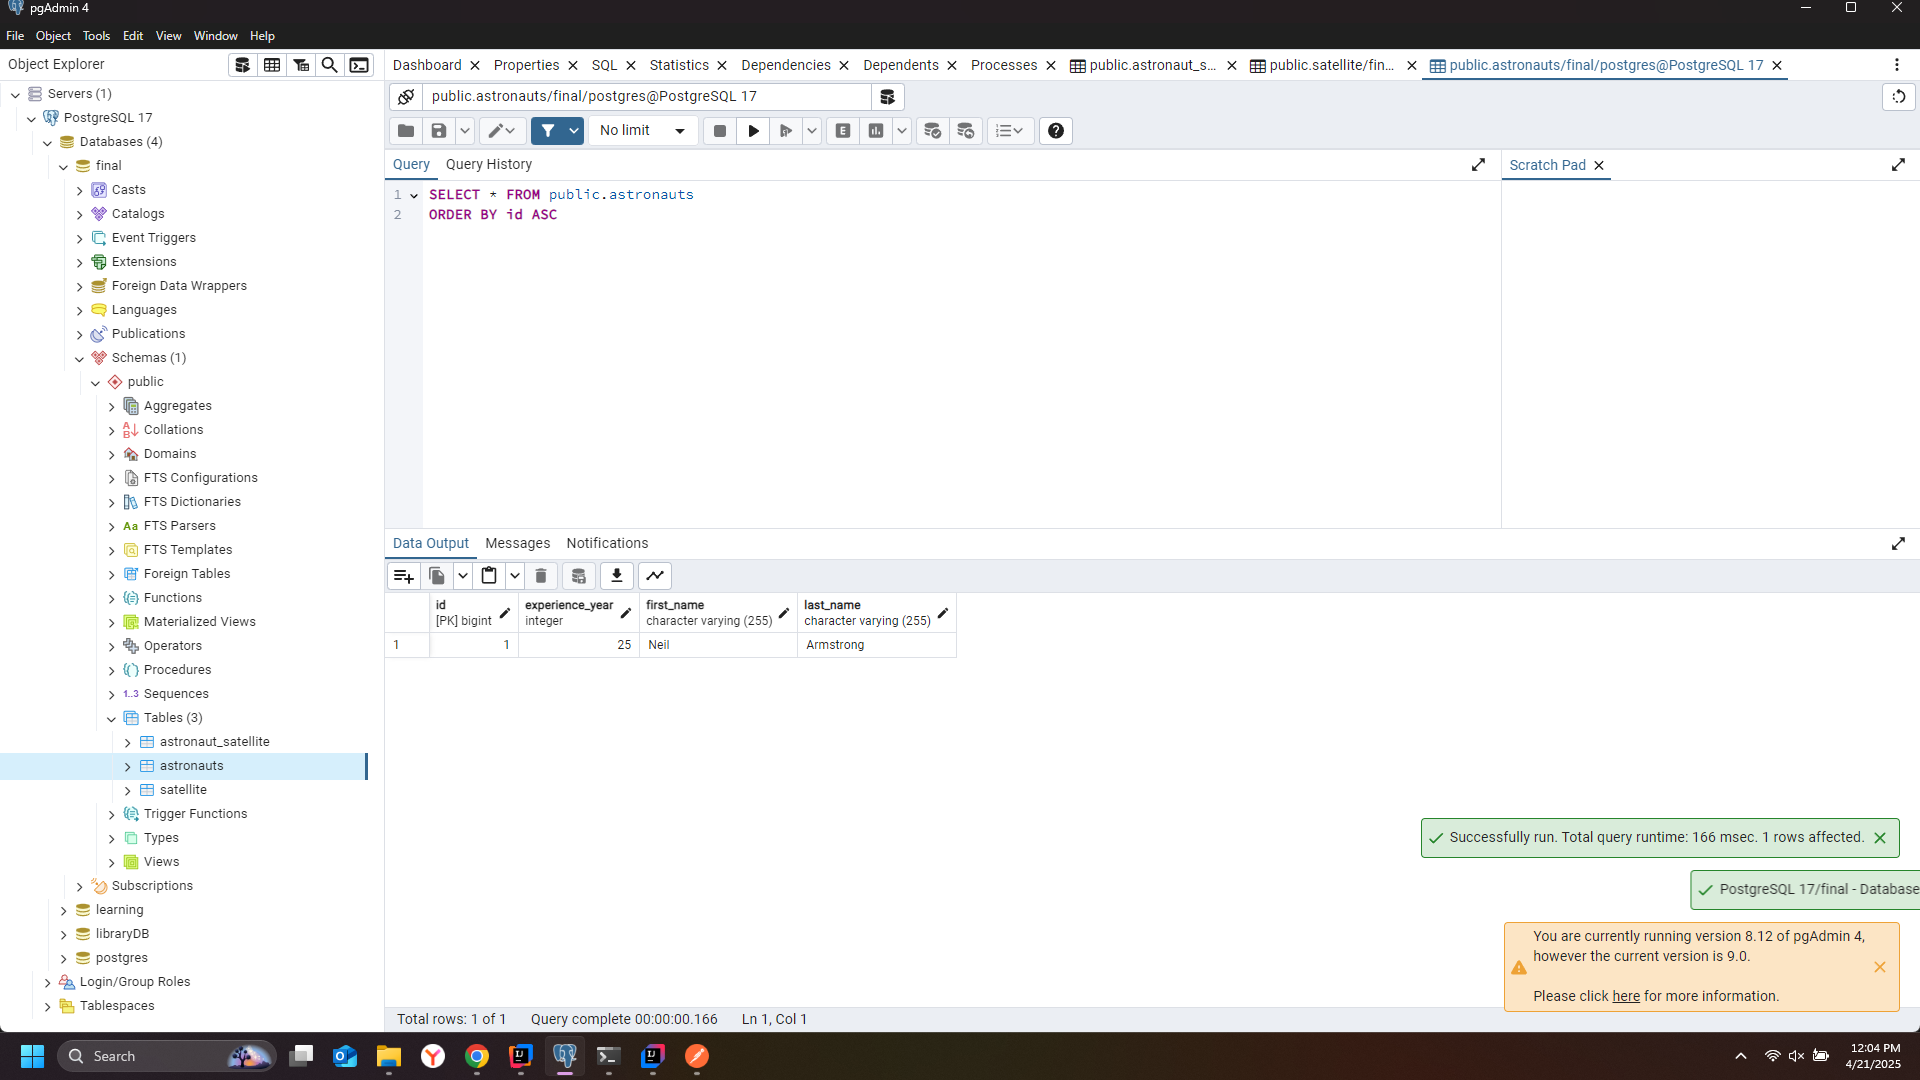 pgAdmin 4
File Object Tools Edit View Window Help
Object Explorer
Dashboard Properties SQL Statistics Dependencies Dependents Processes public.astronaut_s... public.satellite/fin... public.astronauts/final/postgres@PostgreSQL 17
Servers (1)
PostgreSQL 17
Databases (4)
final
Casts
Catalogs
Event Triggers
Extensions
Foreign Data Wrappers
Languages
Publications
Schemas (1)
public
Aggregates
Collations
Domains
FTS Configurations
FTS Dictionaries
Aa FTS Parsers
FTS Templates
Foreign Tables
Functions
Materialized Views
Operators
Procedures
1..3 Sequences
Tables (3)
astronaut_satellite
astronauts
satellite
Trigger Functions
Types
Views
Subscriptions
learning
libraryDB
postgres
Login/Group Roles
Tablespaces
public.astronauts/final/postgres@PostgreSQL 17
No limit
E
Query Query History
Scratch Pad
1 SELECT * FROM public.astronauts
2 ORDER BY id ASC
Data Output Messages Notifications
id experience_year first_name last_name
[PK] bigint integer character varying (255) character varying (255)
1 1 25 Neil Armstrong
Successfully run. Total query runtime: 166 msec. 1 rows affected.
PostgreSQL 17/final - Database
You are currently running version 8.12 of pgAdmin 4,
however the current version is 9.0.
Please click here for more information.
Total rows: 1 of 1 Query complete 00:00:00.166 Ln 1, Col 1
Search
12:04 PM
4/21/2025